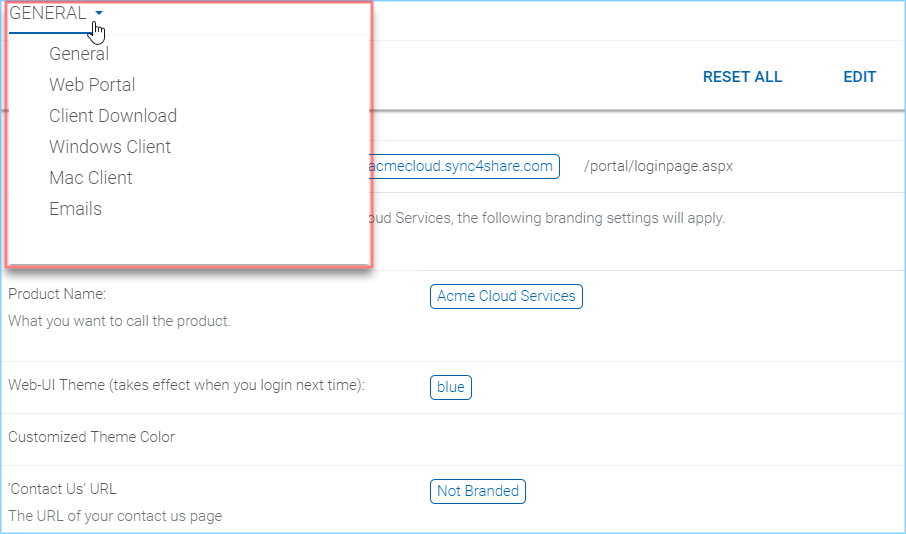 GENERAL
General
Web Portal
Client Download
Windows Client
Mac Client
Emails
RESET ALL EDIT
acmecloud.sync4share.com /portal/loginpage.aspx
Cloud Services, the following branding settings will apply.
Product Name: Acme Cloud Services
What you want to call the product.
Web-UI Theme (takes effect when you login next time): blue
Customized Theme Color
'Contact Us' URL Not Branded
The URL of your contact us page